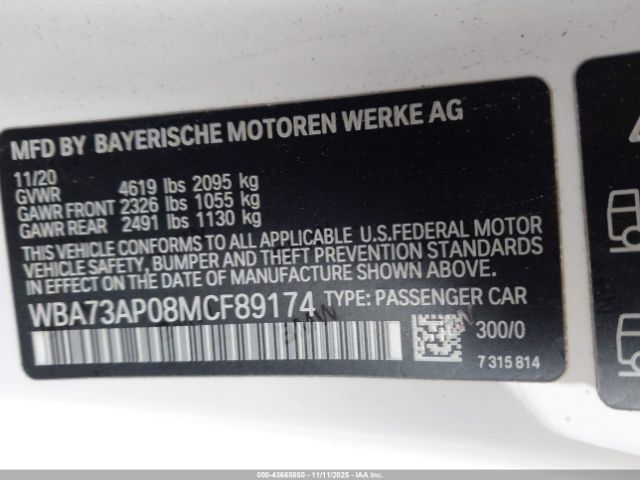 MFD BY BAYERISCHE MOTOREN WERKE AG
11/20
GVWR 4619 lbs 2095 kg
GAWR FRONT 2326 lbs 1055 kg
GAWR REAR 2491 lbs 1130 kg
THIS VEHICLE CONFORMS TO ALL APPLICABLE U.S.FEDERAL MOTOR
VEHICLE SAFETY, BUMPER AND THEFT PREVENTION STANDARDS
IN EFFECT ON THE DATE OF MANUFACTURE SHOWN ABOVE.
WBA73AP08MCF89174 TYPE: PASSENGER CAR
300/0
7 315 814
000-43665850 - 11/11/2025 - IAAI.COM